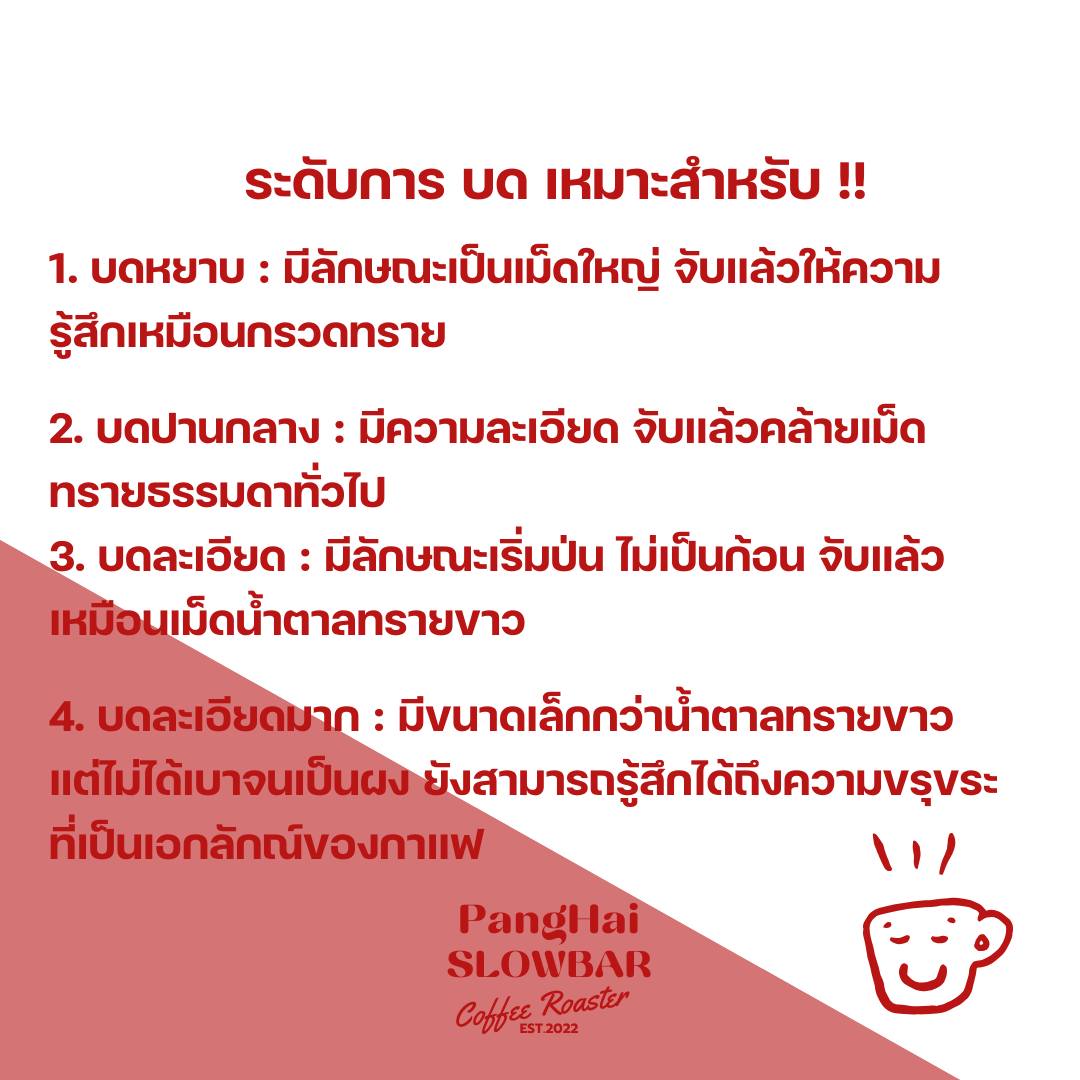 ระดับการ บด เหมาะสำหรับ !!
1. บดหยาบ : มีลักษณะเป็นเม็ดใหญ่ จับแล้วให้ความ
รู้สึกเหมือนกรวดทราย
2. บดปานกลาง : มีความละเอียด จับแล้วคล้ายเม็ด
ทรายธรรมดาทั่วไป
3. บดละเอียด : มีลักษณะเริ่มป่น ไม่เป็นก้อน จับแล้ว
เหมือนเม็ดน้ำตาลทรายขาว
4. บดละเอียดมาก : มีขนาดเล็กกว่าน้ำตาลทรายขาว
แต่ไม่ได้เบาจนเป็นผง ยังสามารถรู้สึกได้ถึงความขรุขระ
ที่เป็นเอกลักณ์ของกาแฟ
PangHai
SLOWBAR
Coffee Roaster
EST.2022